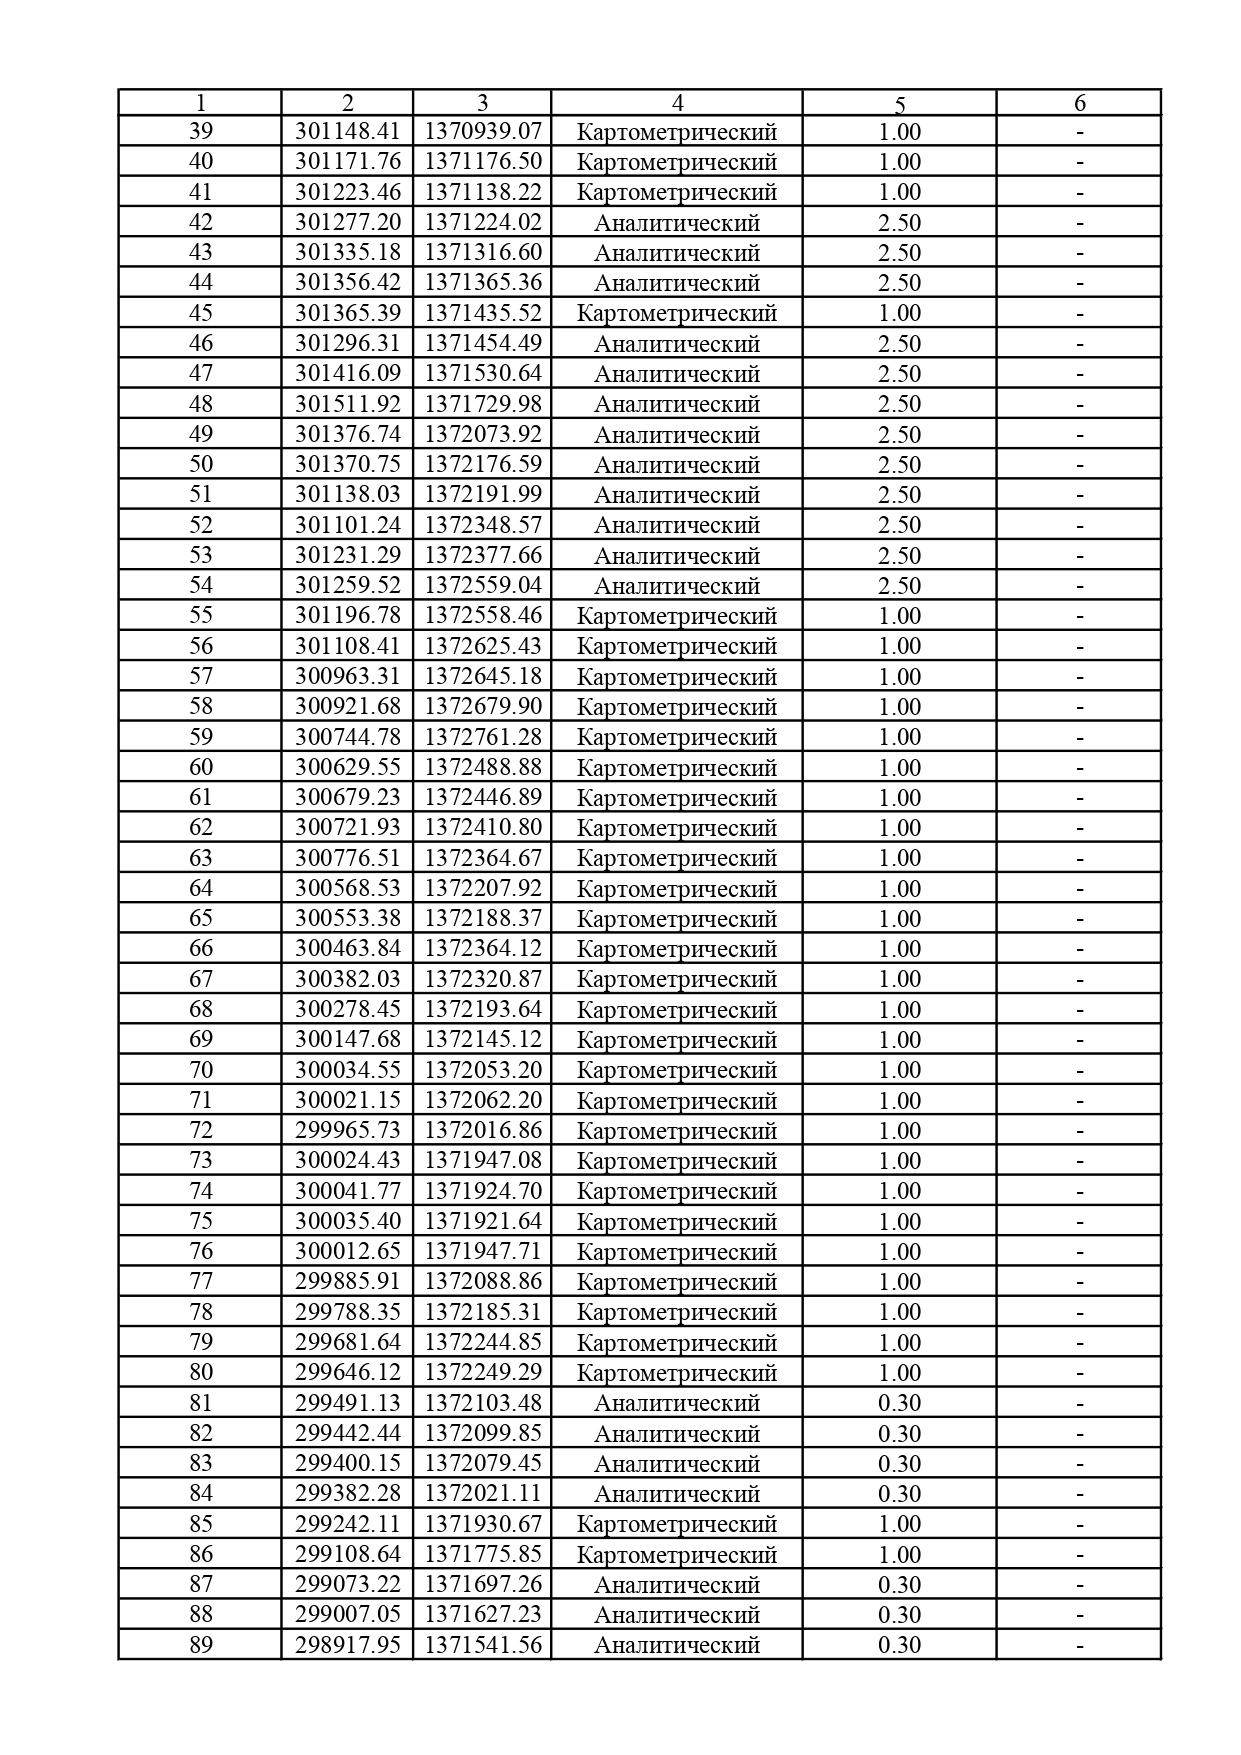 1 2 3 4 5 6
39 301148.41 1370939.07 Картометрический 1.00 -
40 301171.76 1371176.50 Картометрический 1.00 -
41 301223.46 1371138.22 Картометрический 1.00 -
42 301277.20 1371224.02 Аналитический 2.50 -
43 301335.18 1371316.60 Аналитический 2.50 -
44 301356.42 1371365.36 Аналитический 2.50 -
45 301365.39 1371435.52 Картометрический 1.00 -
46 301296.31 1371454.49 Аналитический 2.50 -
47 301416.09 1371530.64 Аналитический 2.50 -
48 301511.92 1371729.98 Аналитический 2.50 -
49 301376.74 1372073.92 Аналитический 2.50 -
50 301370.75 1372176.59 Аналитический 2.50 -
51 301138.03 1372191.99 Аналитический 2.50 -
52 301101.24 1372348.57 Аналитический 2.50 -
53 301231.29 1372377.66 Аналитический 2.50 -
54 301259.52 1372559.04 Аналитический 2.50 -
55 301196.78 1372558.46 Картометрический 1.00 -
56 301108.41 1372625.43 Картометрический 1.00 -
57 300963.31 1372645.18 Картометрический 1.00 -
58 300921.68 1372679.90 Картометрический 1.00 -
59 300744.78 1372761.28 Картометрический 1.00 -
60 300629.55 1372488.88 Картометрический 1.00 -
61 300679.23 1372446.89 Картометрический 1.00 -
62 300721.93 1372410.80 Картометрический 1.00 -
63 300776.51 1372364.67 Картометрический 1.00 -
64 300568.53 1372207.92 Картометрический 1.00 -
65 300553.38 1372188.37 Картометрический 1.00 -
66 300463.84 1372364.12 Картометрический 1.00 -
67 300382.03 1372320.87 Картометрический 1.00 -
68 300278.45 1372193.64 Картометрический 1.00 -
69 300147.68 1372145.12 Картометрический 1.00 -
70 300034.55 1372053.20 Картометрический 1.00 -
71 300021.15 1372062.20 Картометрический 1.00 -
72 299965.73 1372016.86 Картометрический 1.00 -
73 300024.43 1371947.08 Картометрический 1.00 -
74 300041.77 1371924.70 Картометрический 1.00 -
75 300035.40 1371921.64 Картометрический 1.00 -
76 300012.65 1371947.71 Картометрический 1.00 -
77 299885.91 1372088.86 Картометрический 1.00 -
78 299788.35 1372185.31 Картометрический 1.00 -
79 299681.64 1372244.85 Картометрический 1.00 -
80 299646.12 1372249.29 Картометрический 1.00 -
81 299491.13 1372103.48 Аналитический 0.30 -
82 299442.44 1372099.85 Аналитический 0.30 -
83 299400.15 1372079.45 Аналитический 0.30 -
84 299382.28 1372021.11 Аналитический 0.30 -
85 299242.11 1371930.67 Картометрический 1.00 -
86 299108.64 1371775.85 Картометрический 1.00 -
87 299073.22 1371697.26 Аналитический 0.30 -
88 299007.05 1371627.23 Аналитический 0.30 -
89 298917.95 1371541.56 Аналитический 0.30 -